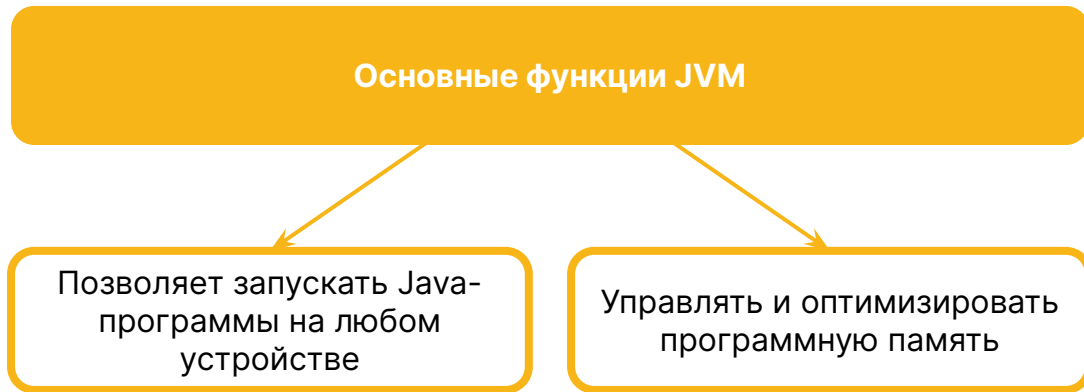 Основные функции JVM
Позволяет запускать Java-
программы на любом
устройстве
Управлять и оптимизировать
программную память